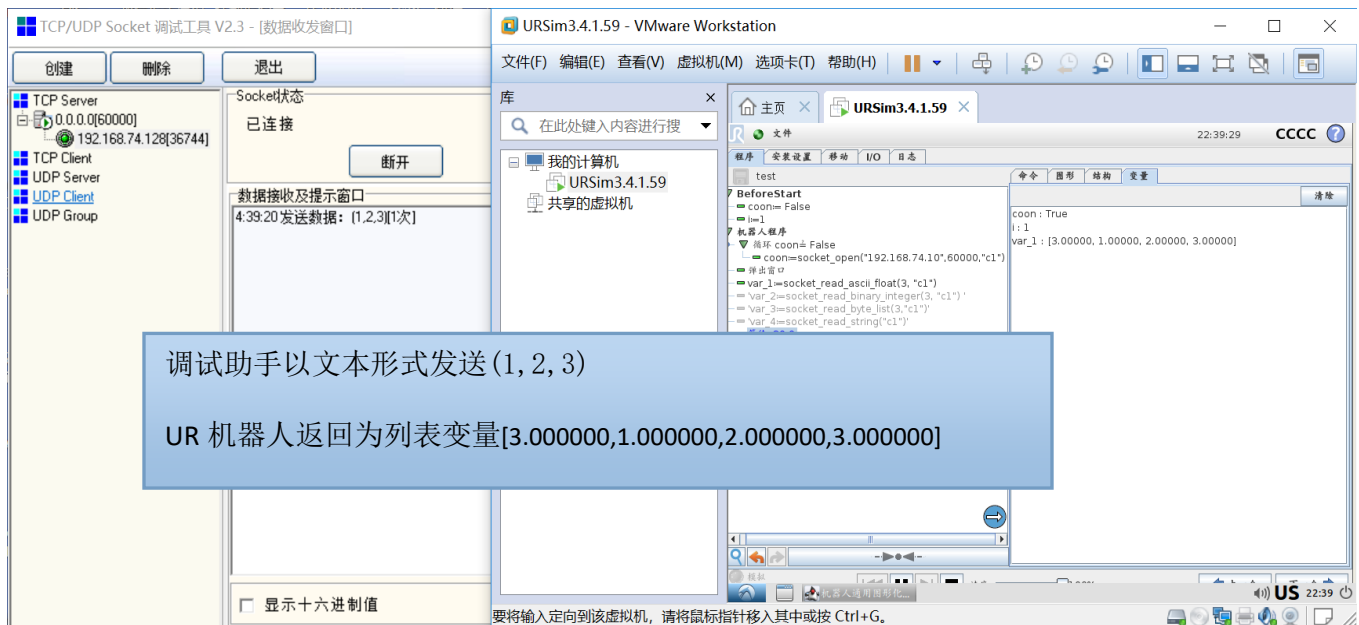 TCP/UDP Socket 调试工具 V2.3 - [数据收发窗口]
创建
删除
退出
TCP Server
0.0.0.0[60000]
192.168.74.128[36744]
TCP Client
UDP Server
UDP Client
UDP Group
Socket状态
已连接
断开
数据接收及提示窗口
4:39:20 发送数据：(1,2,3)[1次]
显示十六进制值
URSim3.4.1.59 - VMware Workstation
文件(F) 编辑(E) 查看(V) 虚拟机(M) 选项卡(T) 帮助(H)
库
在此处键入内容进行搜
我的计算机
URSim3.4.1.59
共享的虚拟机
主页
URSim3.4.1.59
文件
22:39:29
CCCC
程序 安装设置 移动 I/O 日志
test
BeforeStart
coon≔ False
i≔1
机器人程序
循环 coon≟ False
coon≔socket_open("192.168.74.10",60000,"c1")
弹出窗口
var_1≔socket_read_ascii_float(3, "c1")
'var_2≔socket_read_binary_integer(3, "c1") '
'var_3≔socket_read_byte_list(3,"c1")'
'var_4≔socket_read_string("c1")'
命令 图形 结构 变量
清除
coon : True
i : 1
var_1 : [3.00000, 1.00000, 2.00000, 3.00000]
调试助手以文本形式发送(1,2,3)
UR 机器人返回为列表变量[3.000000,1.000000,2.000000,3.000000]
模拟
机器人通用图形化...
US 22:39
要将输入定向到该虚拟机，请将鼠标指针移入其中或按 Ctrl+G。